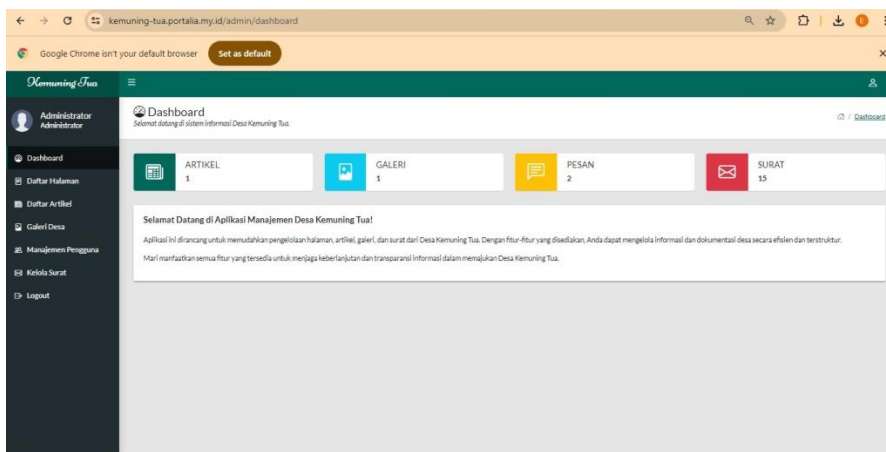 kemuning-tua.portalia.my.id/admin/dashboard
E
Google Chrome isn't your default browser Set as default
Kemuning Tua
Administrator
Administrator
Dashboard
Selamat datang di sistem informasi Desa Kemuning Tua.
/ Dashboard
Dashboard
Daftar Halaman
Daftar Artikel
Galeri Desa
Manajemen Pengguna
Kelola Surat
Logout
ARTIKEL
1
GALERI
1
PESAN
2
SURAT
15
Selamat Datang di Aplikasi Manajemen Desa Kemuning Tua!
Aplikasi ini dirancang untuk memudahkan pengelolaan halaman, artikel, galeri, dan surat dari Desa Kemuning Tua. Dengan fitur-fitur yang disediakan, Anda dapat mengelola informasi dan dokumentasi desa secara efisien dan terstruktur.
Mari manfaatkan semua fitur yang tersedia untuk menjaga keberlanjutan dan transparansi informasi dalam memajukan Desa Kemuning Tua.